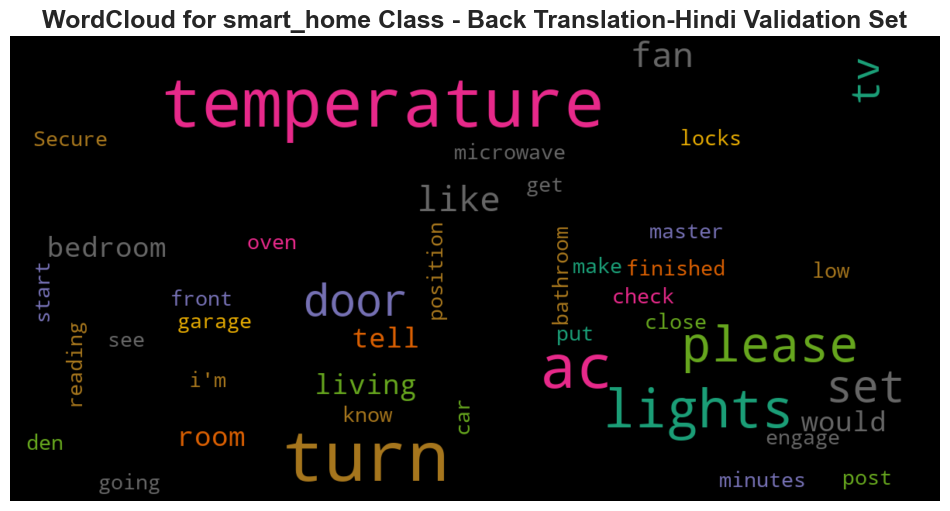 WordCloud for smart_home Class - Back Translation-Hindi Validation Set
fan
tv
temperature
Secure
locks
microwave
get
like
master
bedroom
oven
position
bathroom
make
finished
low
start
front
door
check
garage
put
close
see
tell
please
reading
i'm
living
ac
set
know
car
lights
would
den
room
turn
engage
going
minutes
post